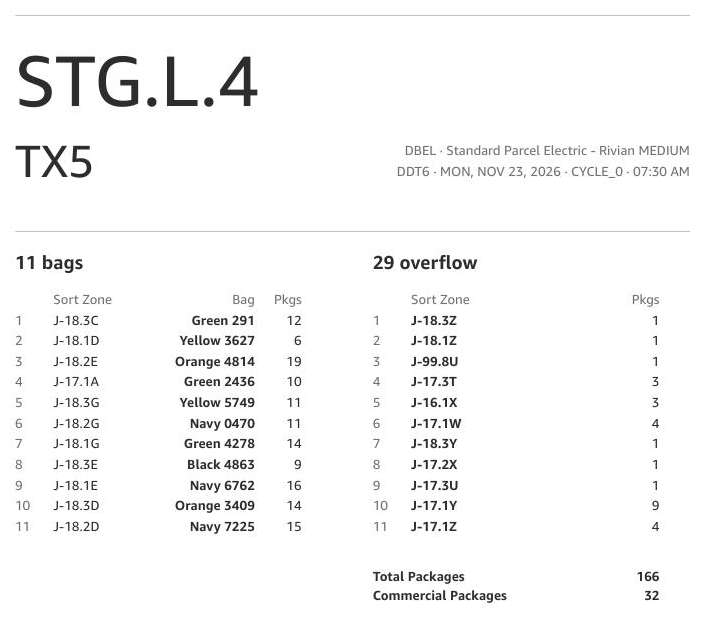 STG.L.4
TX5
DBEL · Standard Parcel Electric - Rivian MEDIUM
DDT6 · MON, NOV 23, 2026 · CYCLE_0 · 07:30 AM
11 bags
Sort Zone Bag Pkgs
1 J-18.3C Green 291 12
2 J-18.1D Yellow 3627 6
3 J-18.2E Orange 4814 19
4 J-17.1A Green 2436 10
5 J-18.3G Yellow 5749 11
6 J-18.2G Navy 0470 11
7 J-18.1G Green 4278 14
8 J-18.3E Black 4863 9
9 J-18.1E Navy 6762 16
10 J-18.3D Orange 3409 14
11 J-18.2D Navy 7225 15
29 overflow
Sort Zone Pkgs
1 J-18.3Z 1
2 J-18.1Z 1
3 J-99.8U 1
4 J-17.3T 3
5 J-16.1X 3
6 J-17.1W 4
7 J-18.3Y 1
8 J-17.2X 1
9 J-17.3U 1
10 J-17.1Y 9
11 J-17.1Z 4
Total Packages 166
Commercial Packages 32